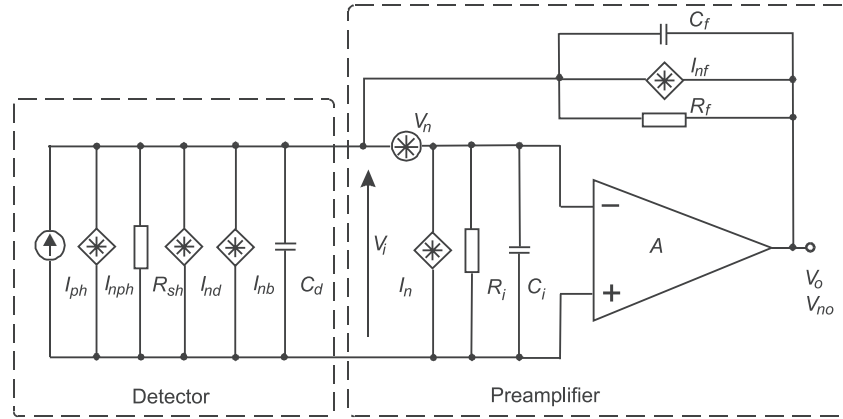 C_f
I_nf
R_f
V_n
V_i
A
I_ph
I_nph
R_sh
I_nd
I_nb
C_d
I_n
R_i
C_i
V_o
V_no
Detector
Preamplifier
−
+